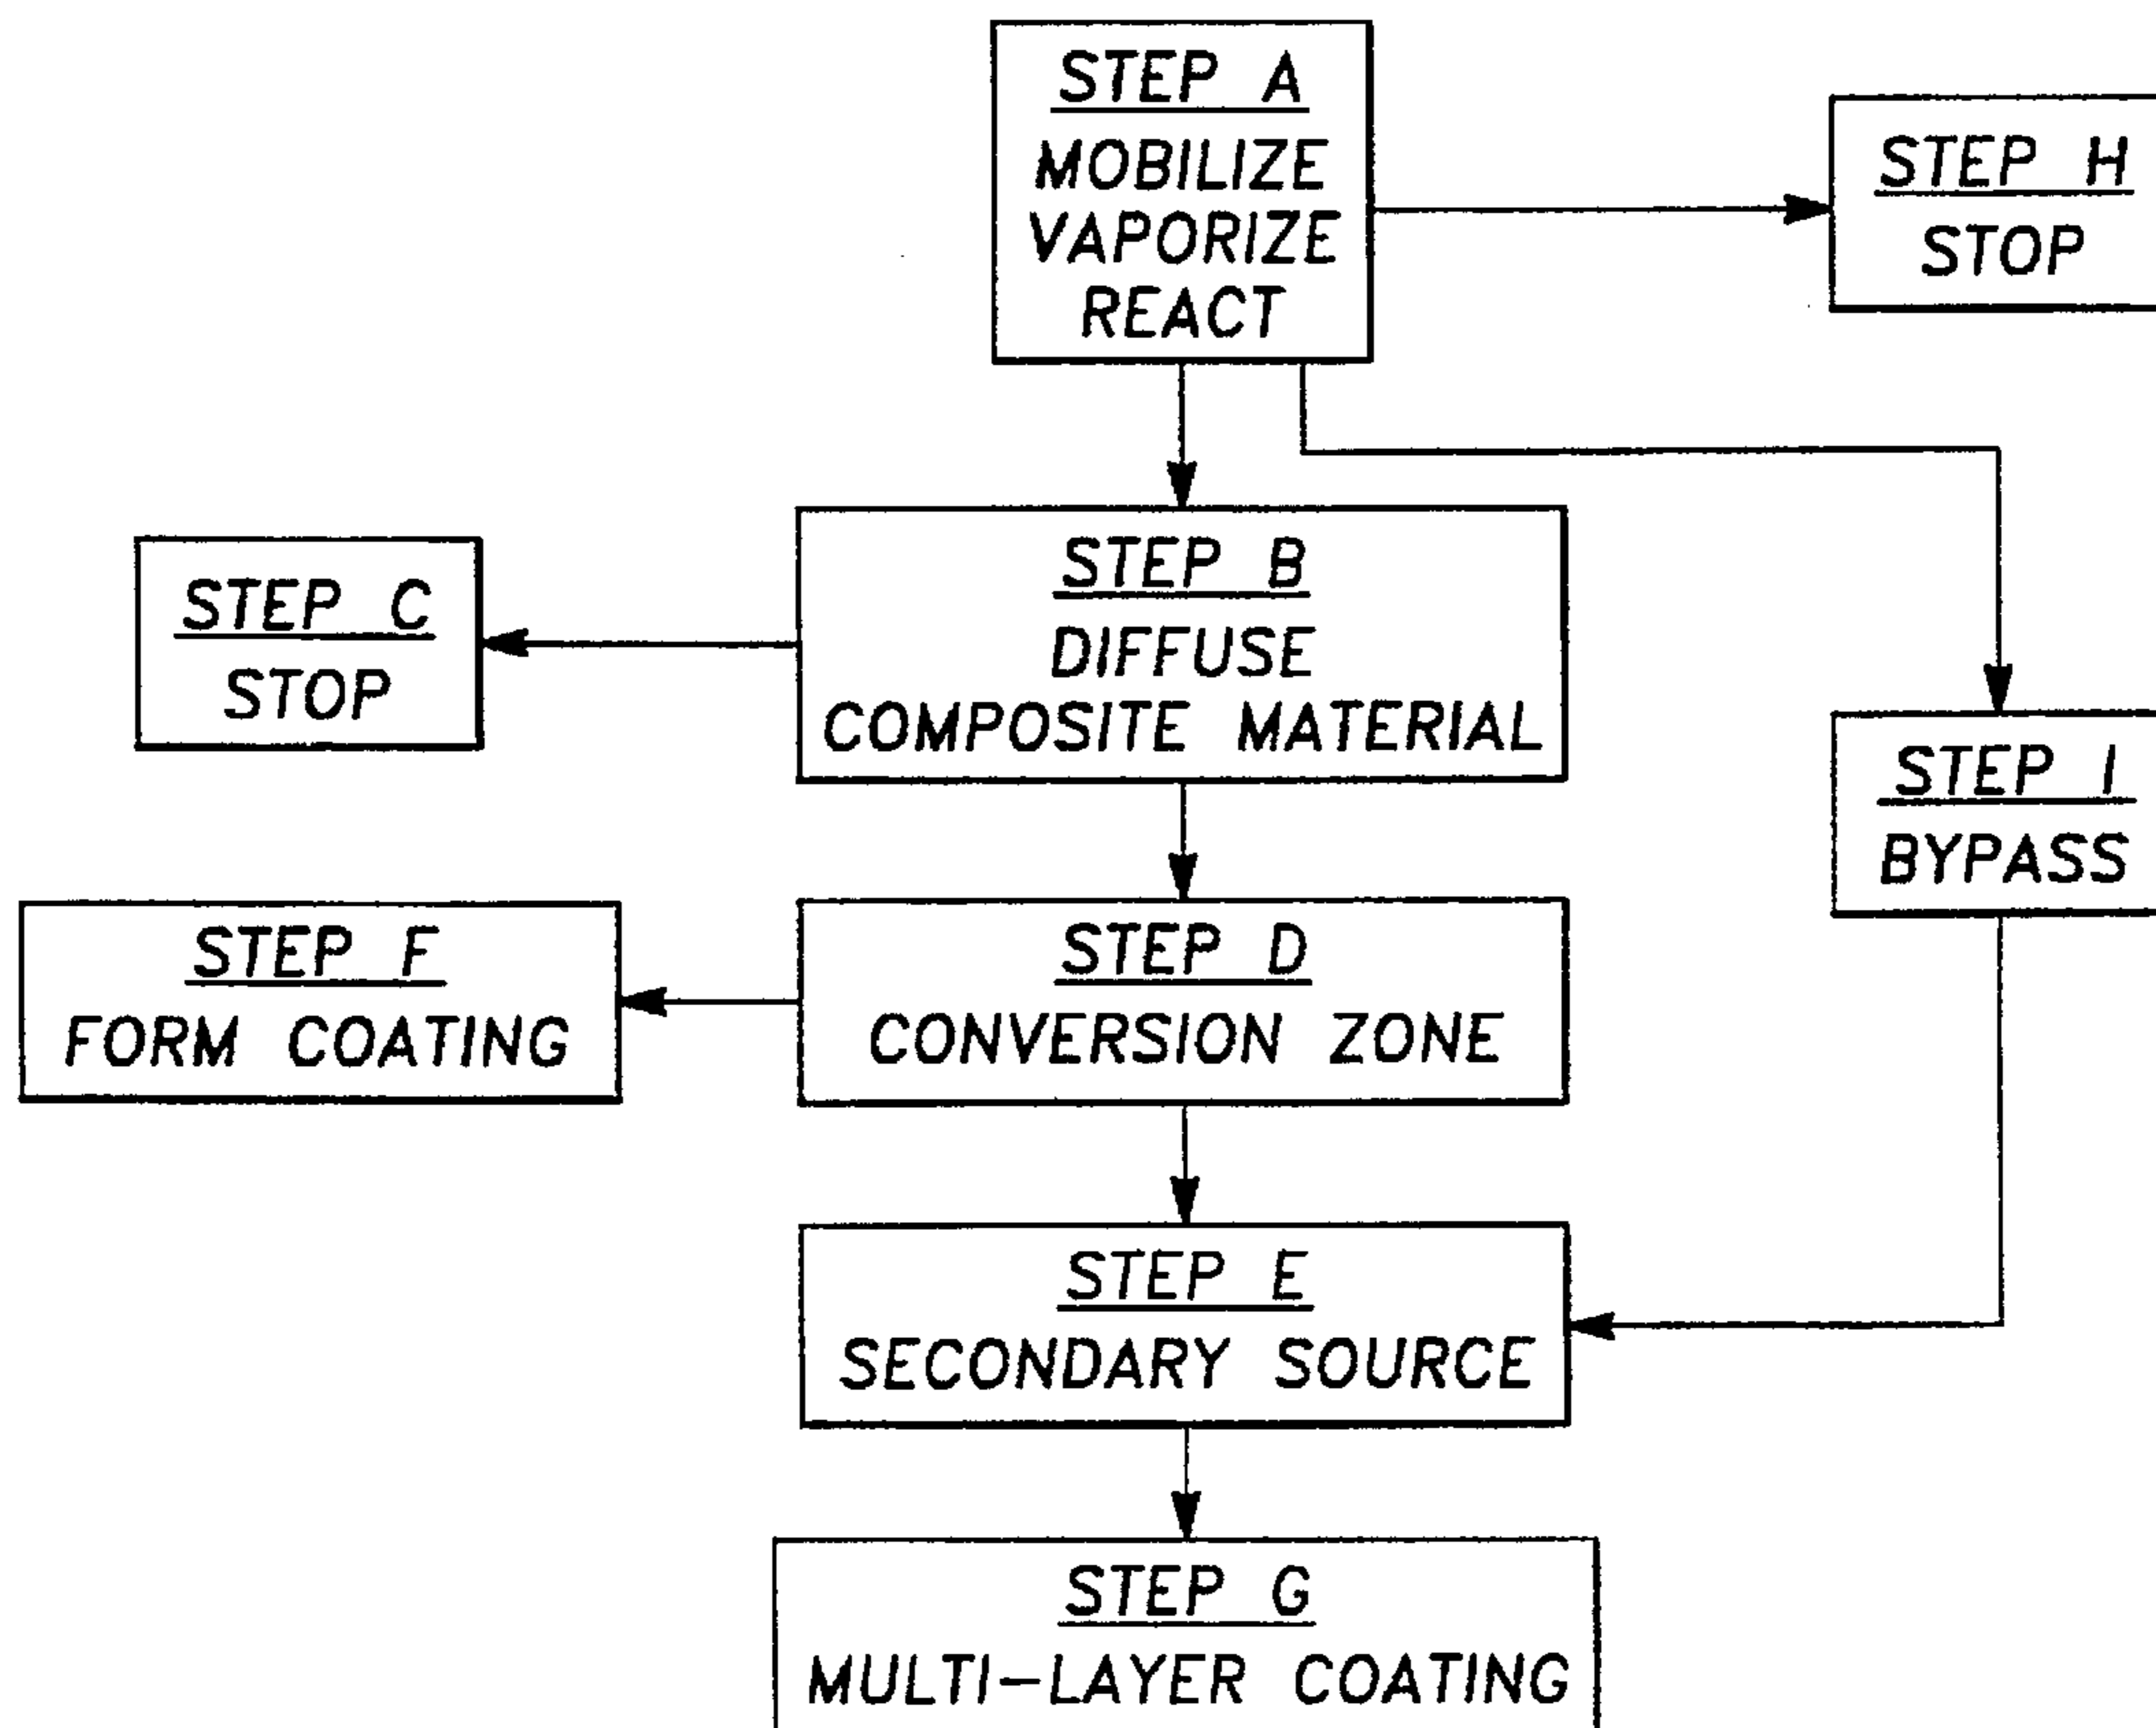 STEP A
MOBILIZE
VAPORIZE
REACT
STEP H
STOP
STEP B
DIFFUSE
COMPOSITE MATERIAL
STEP C
STOP
STEP I
BYPASS
STEP D
CONVERSION ZONE
STEP F
FORM COATING
STEP E
SECONDARY SOURCE
STEP G
MULTI-LAYER COATING